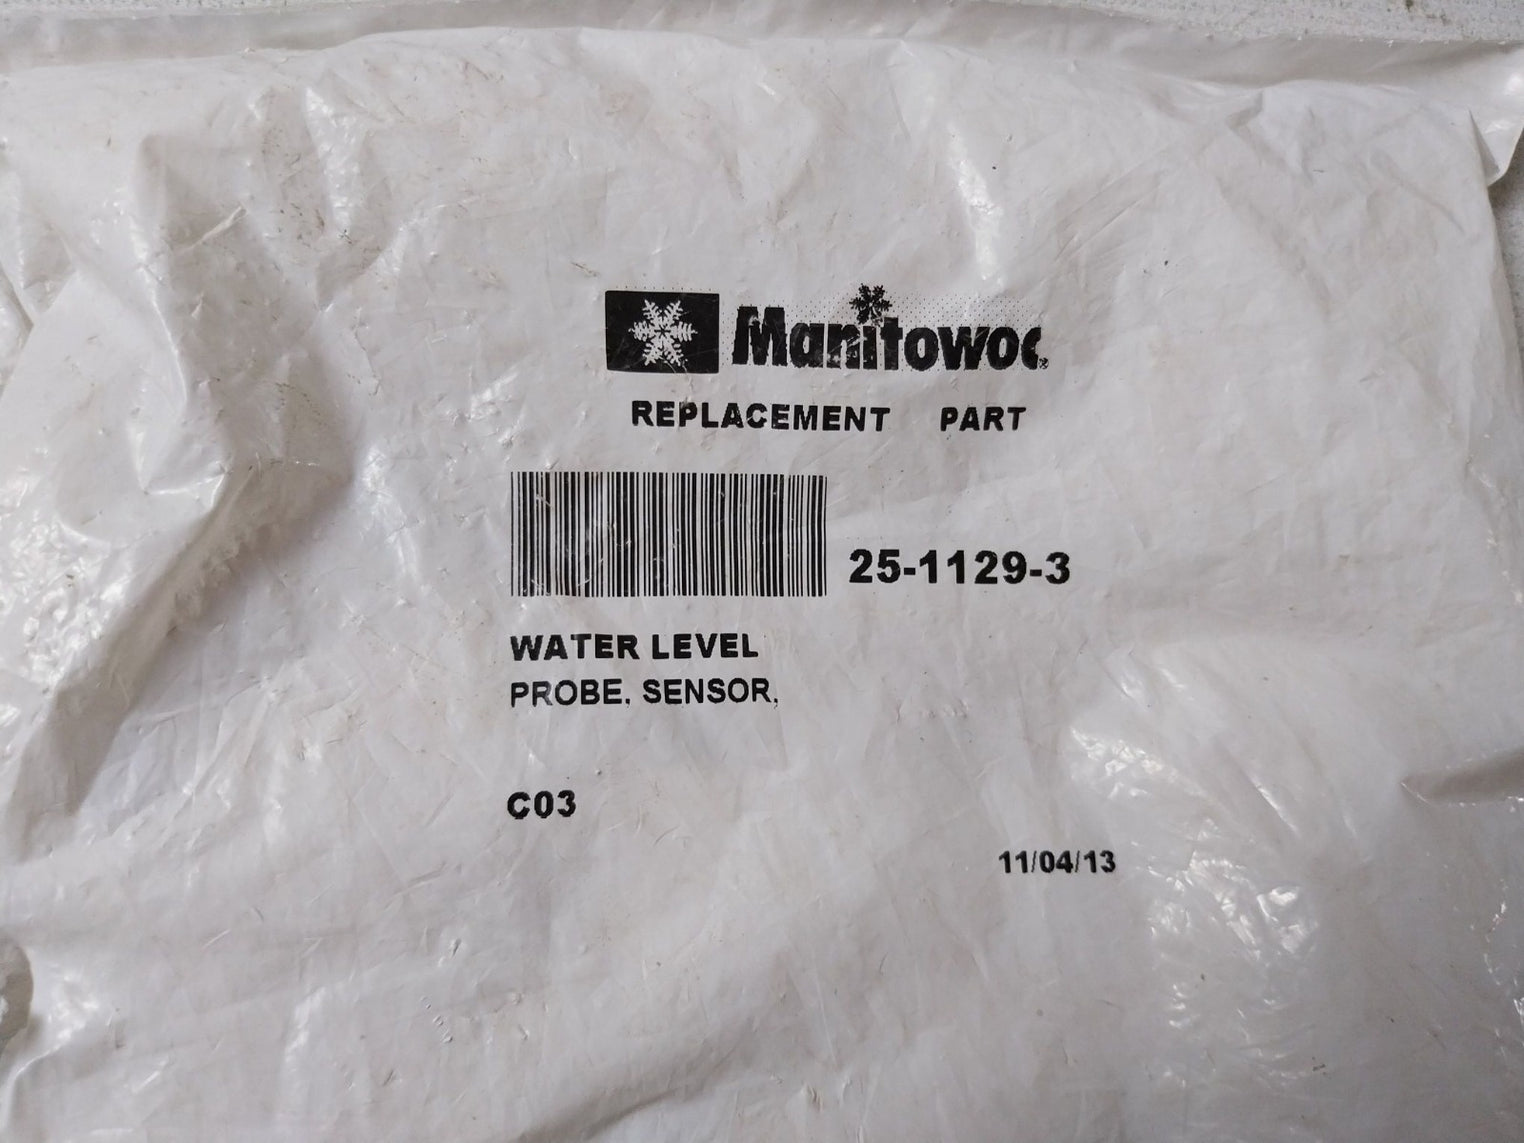 Manitowoc
REPLACEMENT PART
25-1129-3
WATER LEVEL
PROBE, SENSOR,
C03
11/04/13